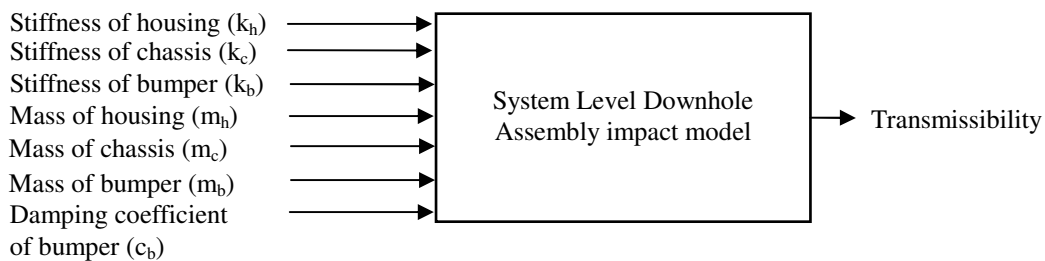 Stiffness of housing (kh)
Stiffness of chassis (kc)
Stiffness of bumper (kb)
Mass of housing (mh)
Mass of chassis (mc)
Mass of bumper (mb)
Damping coefficient
of bumper (cb)
System Level Downhole
Assembly impact model
Transmissibility